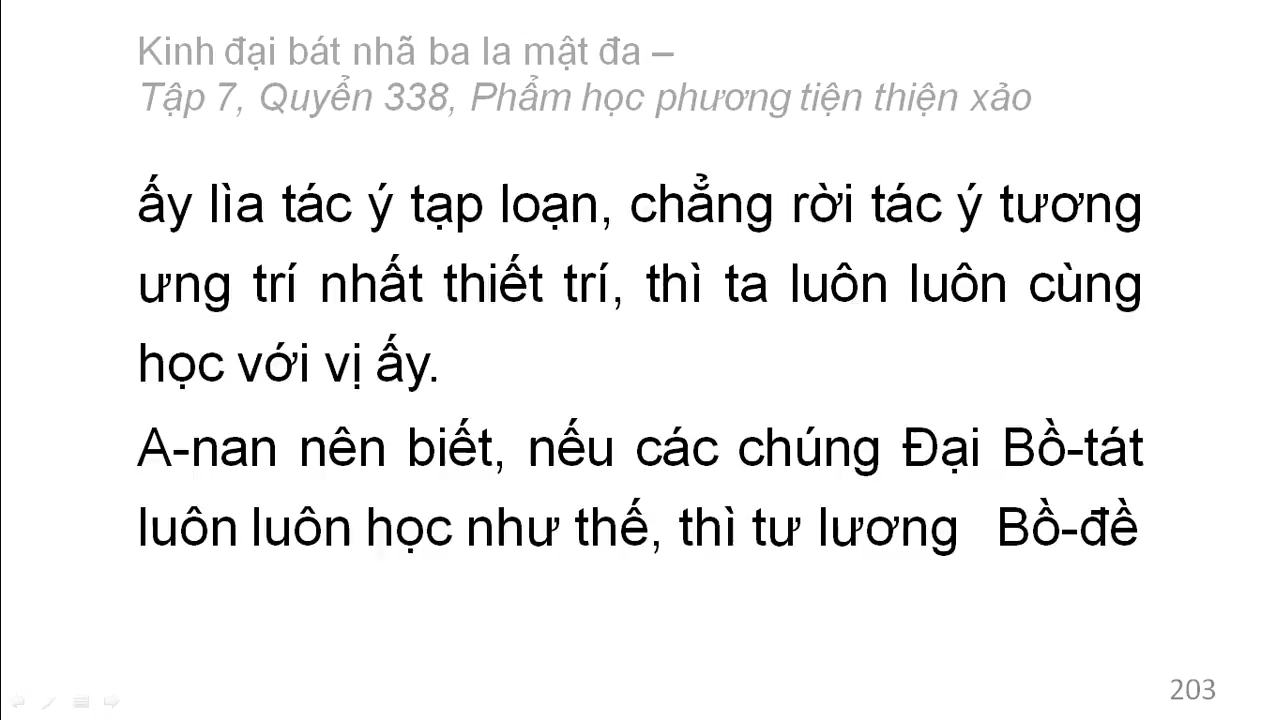 Kinh đại bát nhã ba la mật đa –
Tập 7, Quyển 338, Phẩm học phương tiện thiện xảo
ấy lìa tác ý tạp loạn, chẳng rời tác ý tương
ưng trí nhất thiết trí, thì ta luôn luôn cùng
học với vị ấy.
A-nan nên biết, nếu các chúng Đại Bồ-tát
luôn luôn học như thế, thì tư lương Bồ-đề
203